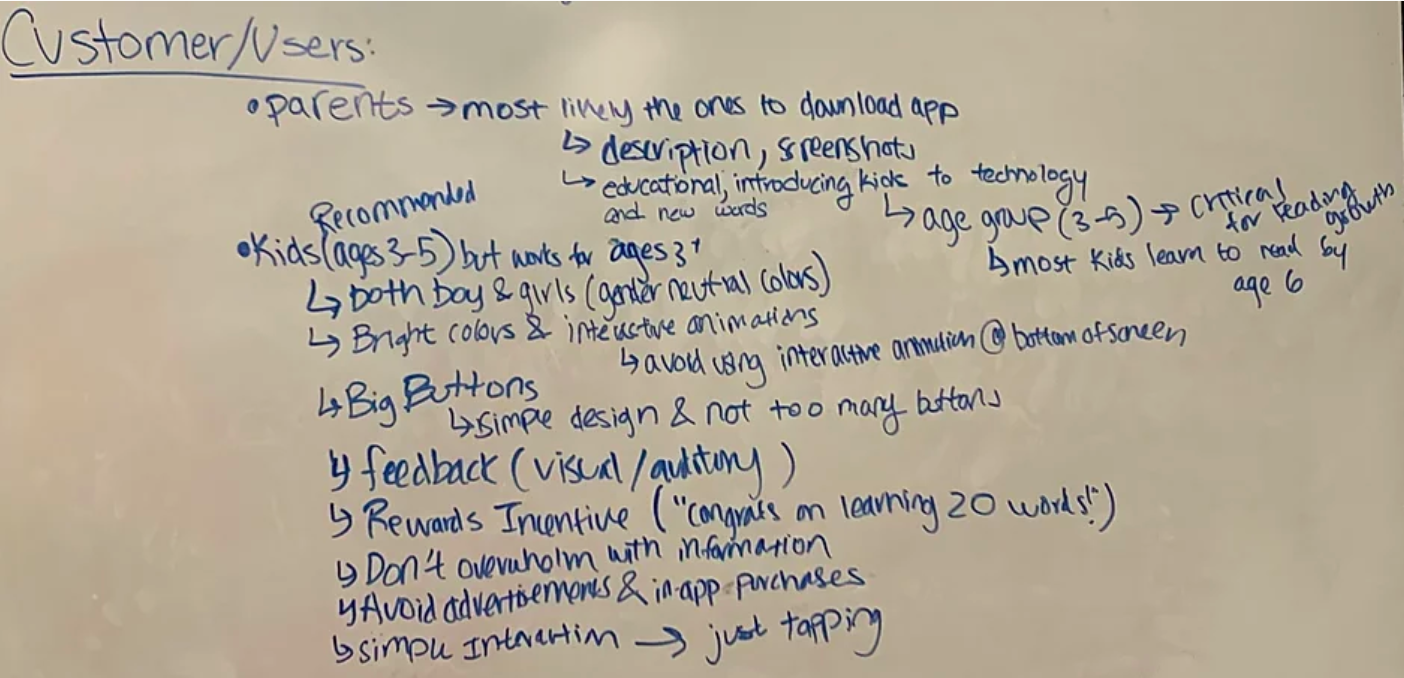 Customer/Users:
• parents → most likely the ones to download app
↳ description, screenshots
↳ educational, introducing kids to technology
and new words
↳ age group (3-5) → critical
for reading
growth
↳ most kids learn to read by
age 6
Recommended
• Kids (ages 3-5) but works for ages 3+
↳ both boy & girls (gender neutral colors)
↳ Bright colors & interactive animations
↳ avoid using interactive animation @ bottom of screen
↳ Big Buttons
↳ simple design & not too many buttons
↳ feedback (visual/auditory)
↳ Rewards Incentive ("congrats on learning 20 words!")
↳ Don't overwhelm with information
↳ Avoid advertisements & in-app purchases
↳ simple Interaction → just tapping